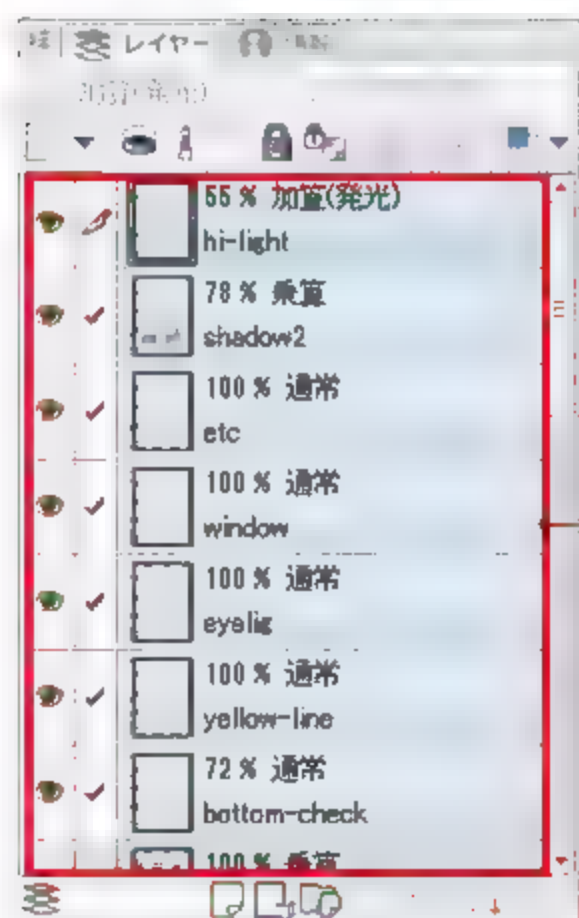 レイヤー
55 % 加算(発光)
hi-light
78 % 乗算
shadow2
100 % 通常
etc
100 % 通常
window
100 % 通常
eyelig
100 % 通常
yellow-line
72 % 通常
bottom-check
100 % 乗算